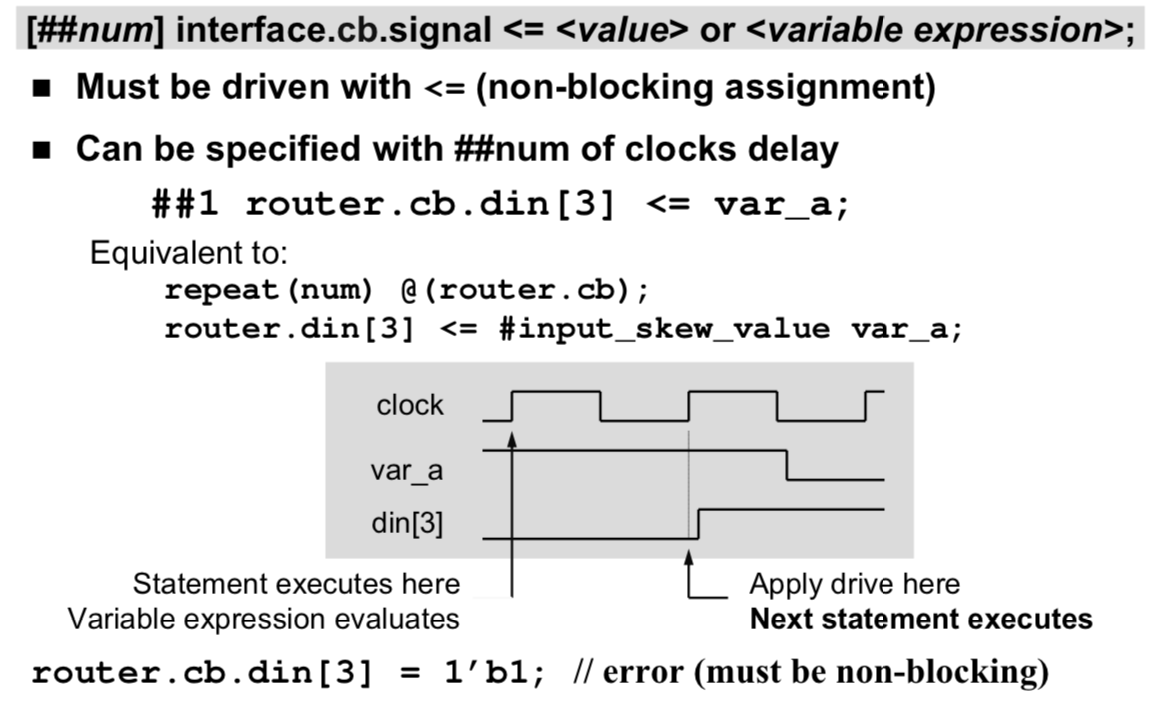 [##num] interface.cb.signal <= <value> or <variable expression>;
■ Must be driven with <= (non-blocking assignment)
■ Can be specified with ##num of clocks delay
##1 router.cb.din[3] <= var_a;
Equivalent to:
repeat(num) @(router.cb);
router.din[3] <= #input_skew_value var_a;
clock
var_a
din[3]
Statement executes here
Variable expression evaluates
Apply drive here
Next statement executes
router.cb.din[3] = 1’b1; // error (must be non-blocking)